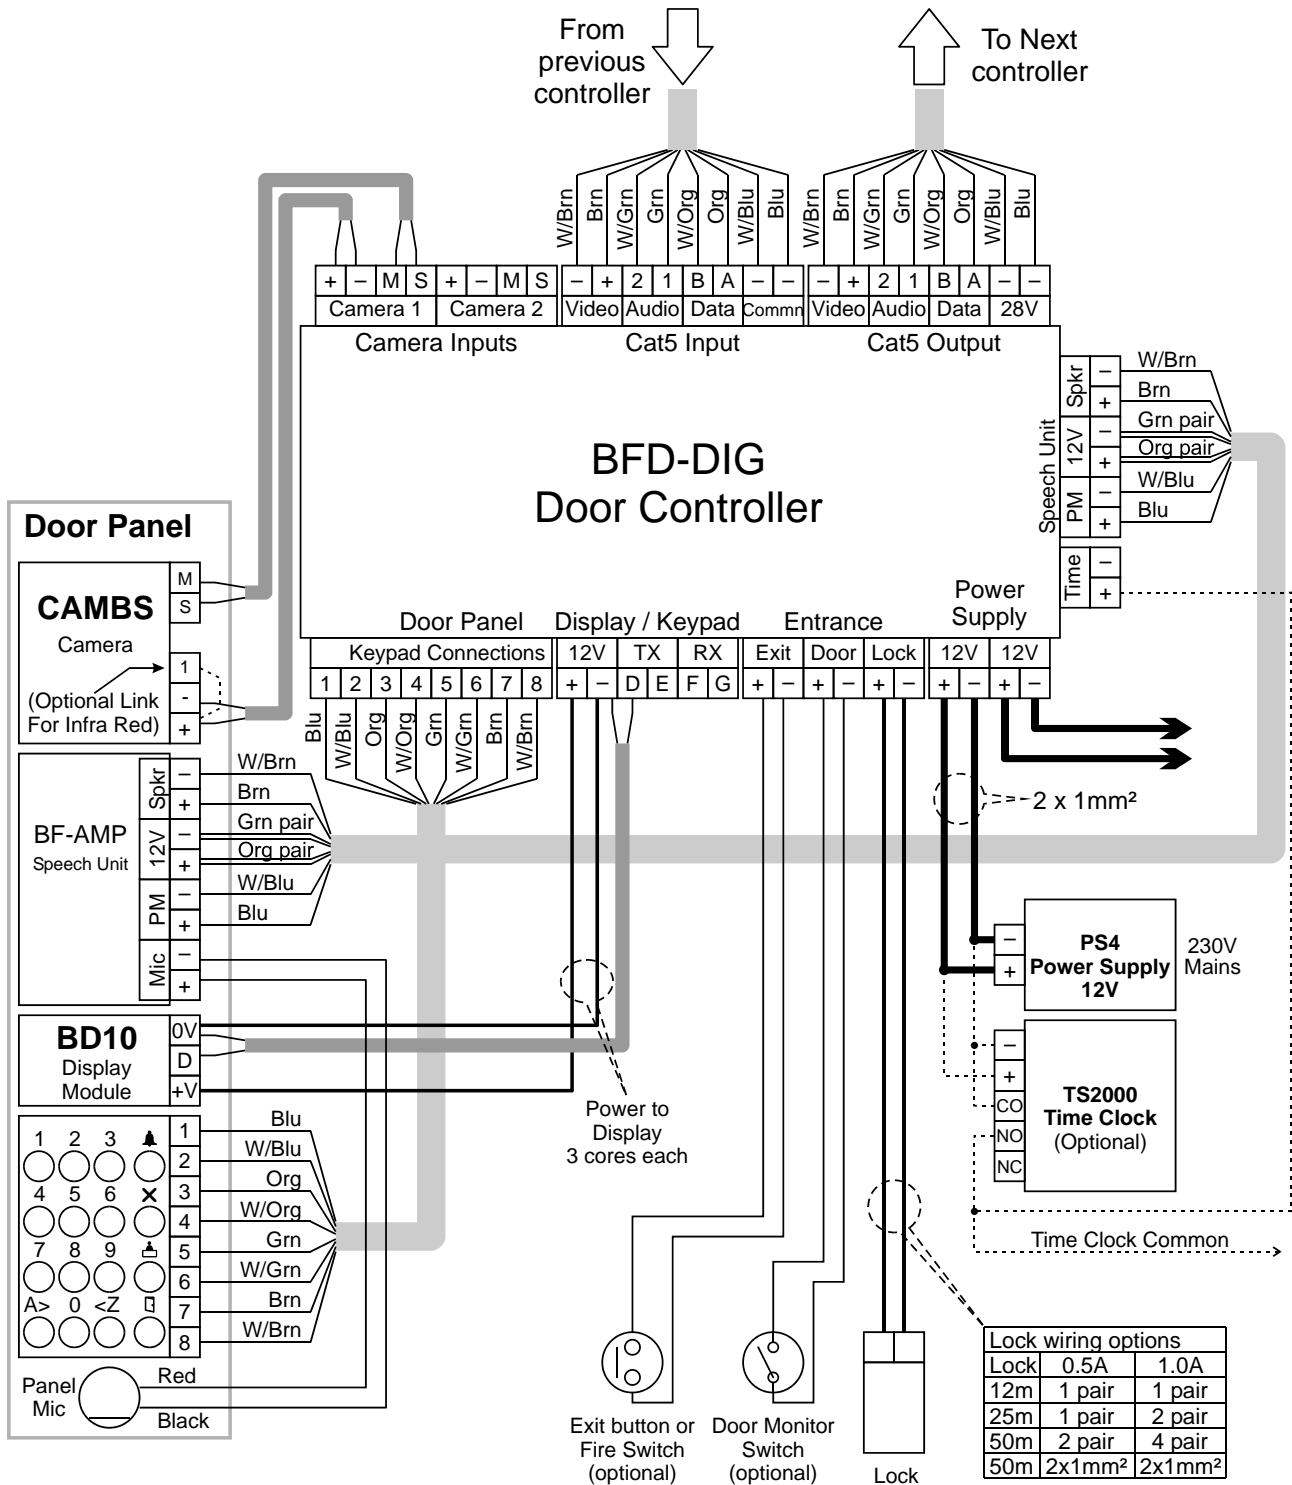 From
previous
controller
To Next
controller
W/Brn Brn W/Grn Grn W/Org Org W/Blu Blu
W/Brn Brn W/Grn Grn W/Org Org W/Blu Blu
+ – M S + – M S
Camera 1 Camera 2
– + 2 1 B A – –
Video Audio Data Commn
– + 2 1 B A – –
Video Audio Data 28V
Camera Inputs
Cat5 Input
Cat5 Output
BFD-DIG
Door Controller
Speech Unit
Spkr – +
12V – +
PM – +
W/Brn
Brn
Grn pair
Org pair
W/Blu
Blu
Time – +
Power
Supply
Door Panel
Display / Keypad
Entrance
Keypad Connections
12V TX RX
Exit Door Lock
12V 12V
1 2 3 4 5 6 7 8
+ – D E F G
+ – + – + –
+ – + –
Blu W/Blu Org W/Org Grn W/Grn Brn W/Brn
2 x 1mm²
Door Panel
CAMBS
Camera
M
S
(Optional Link
For Infra Red)
1
-
+
BF-AMP
Speech Unit
Spkr – +
12V – +
PM – +
Mic – +
W/Brn
Brn
Grn pair
Org pair
W/Blu
Blu
BD10
Display
Module
0V
D
+V
1 2 3
4 5 6
7 8 9
A> 0 <Z
1
2
3
4
5
6
7
8
Blu
W/Blu
Org
W/Org
Grn
W/Grn
Brn
W/Brn
Panel
Mic
Red
Black
Power to
Display
3 cores each
–
+
PS4
Power Supply
12V
230V
Mains
–
+
CO
NO
NC
TS2000
Time Clock
(Optional)
Time Clock Common
Exit button or
Fire Switch
(optional)
Door Monitor
Switch
(optional)
Lock
Lock wiring options
Lock 0.5A 1.0A
12m 1 pair 1 pair
25m 1 pair 2 pair
50m 2 pair 4 pair
50m 2x1mm² 2x1mm²